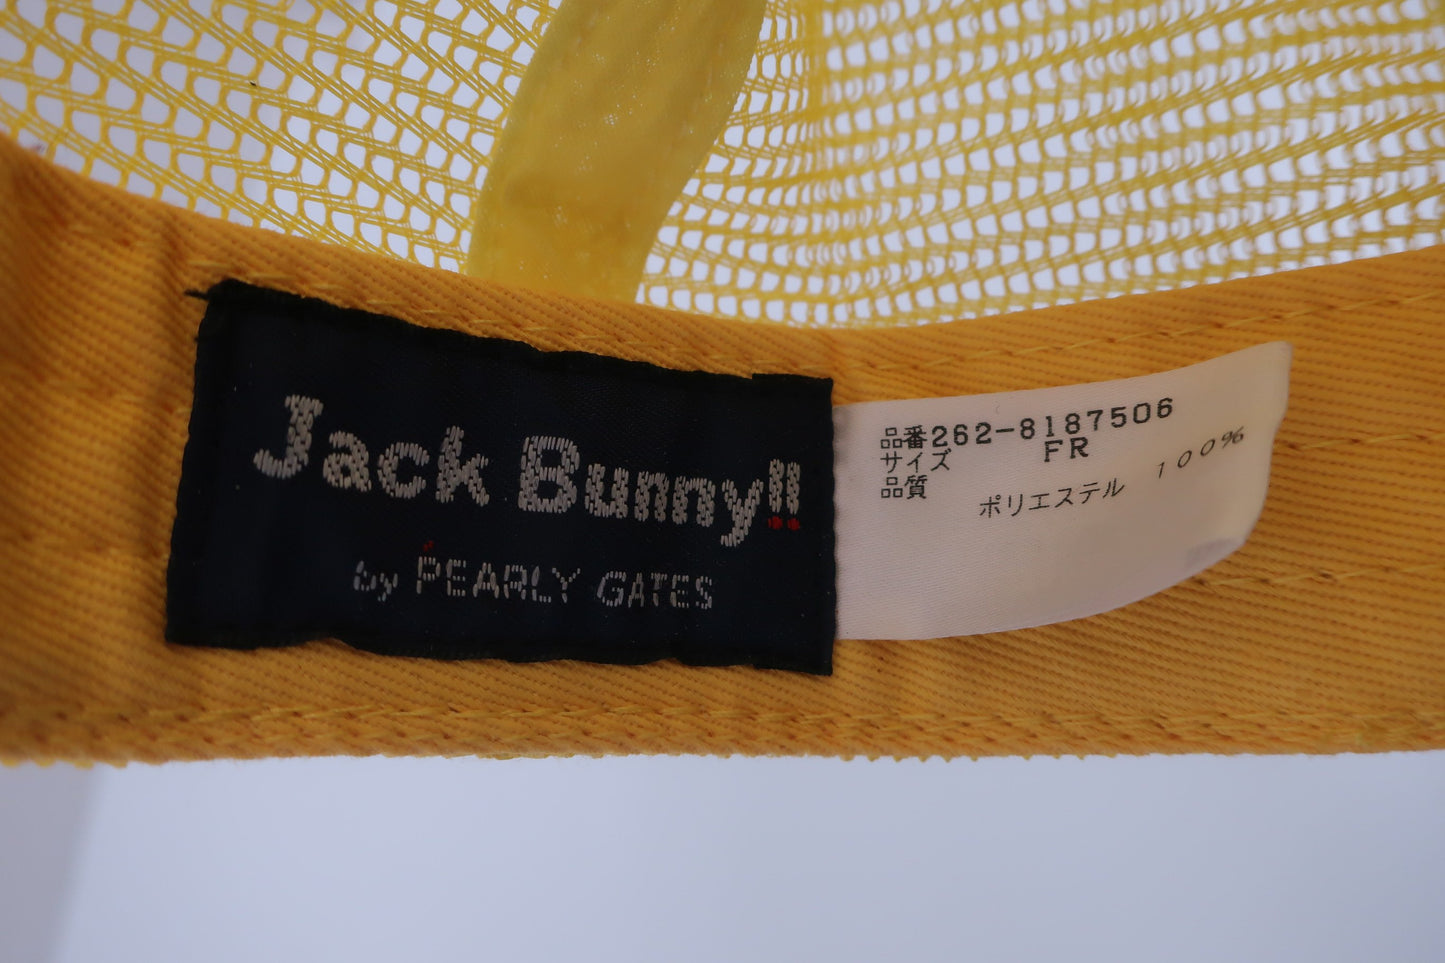 Jack Bunny!!
by PEARLY GATES
品番262-8187506
サイズ FR
品質
ポリエステル 100%